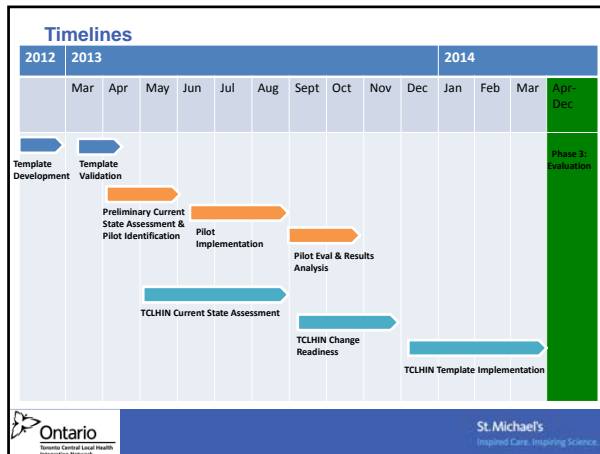 Timelines
2012 2013 2014
Mar Apr May Jun Jul Aug Sept Oct Nov Dec Jan Feb Mar Apr-
Dec
Template
Development
Template
Validation
Phase 3:
Evaluation
Preliminary Current
State Assessment &
Pilot Identification
Pilot
Implementation
Pilot Eval & Results
Analysis
TCLHIN Current State Assessment
TCLHIN Change
Readiness
TCLHIN Template Implementation
Ontario
Toronto Central Local Health
Integration Network
St. Michael's
Inspired Care. Inspiring Science.